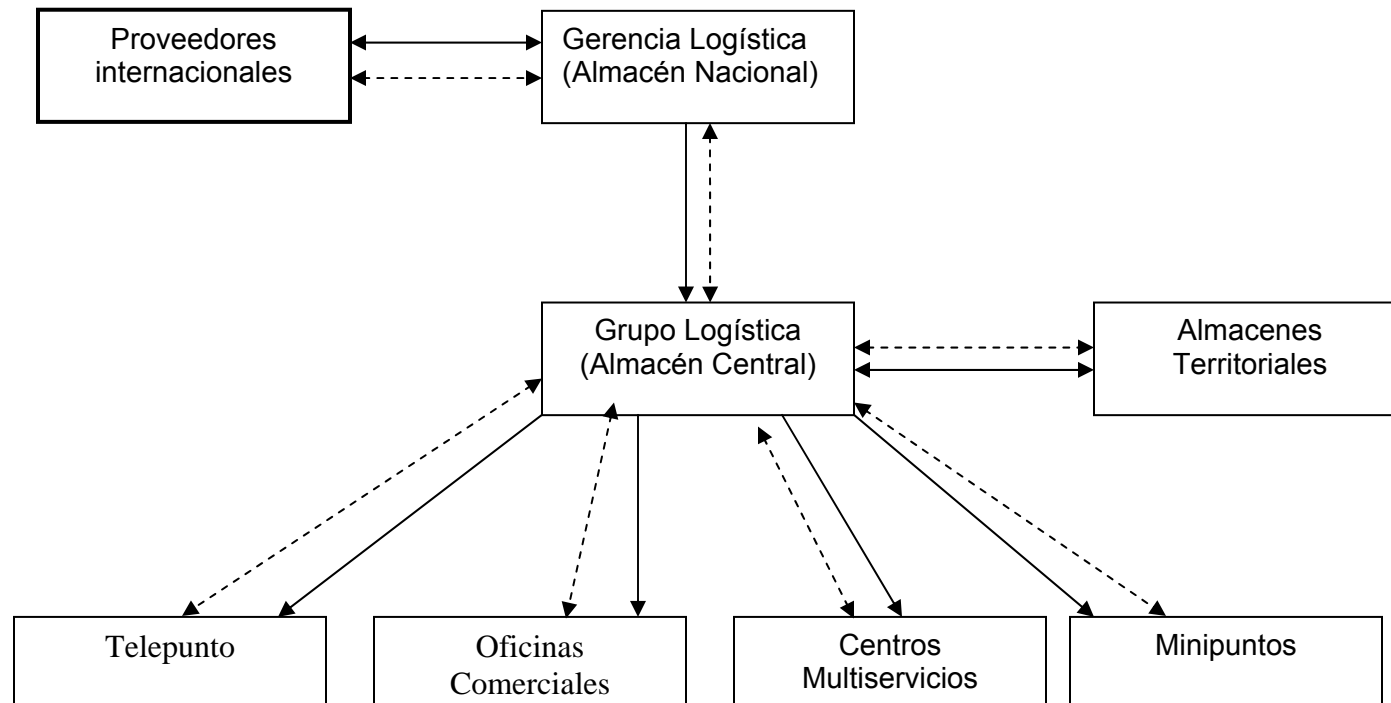 Proveedores
internacionales
Gerencia Logística
(Almacén Nacional)
Grupo Logística
(Almacén Central)
Almacenes
Territoriales
Telepunto
Oficinas
Comerciales
Centros
Multiservicios
Minipuntos